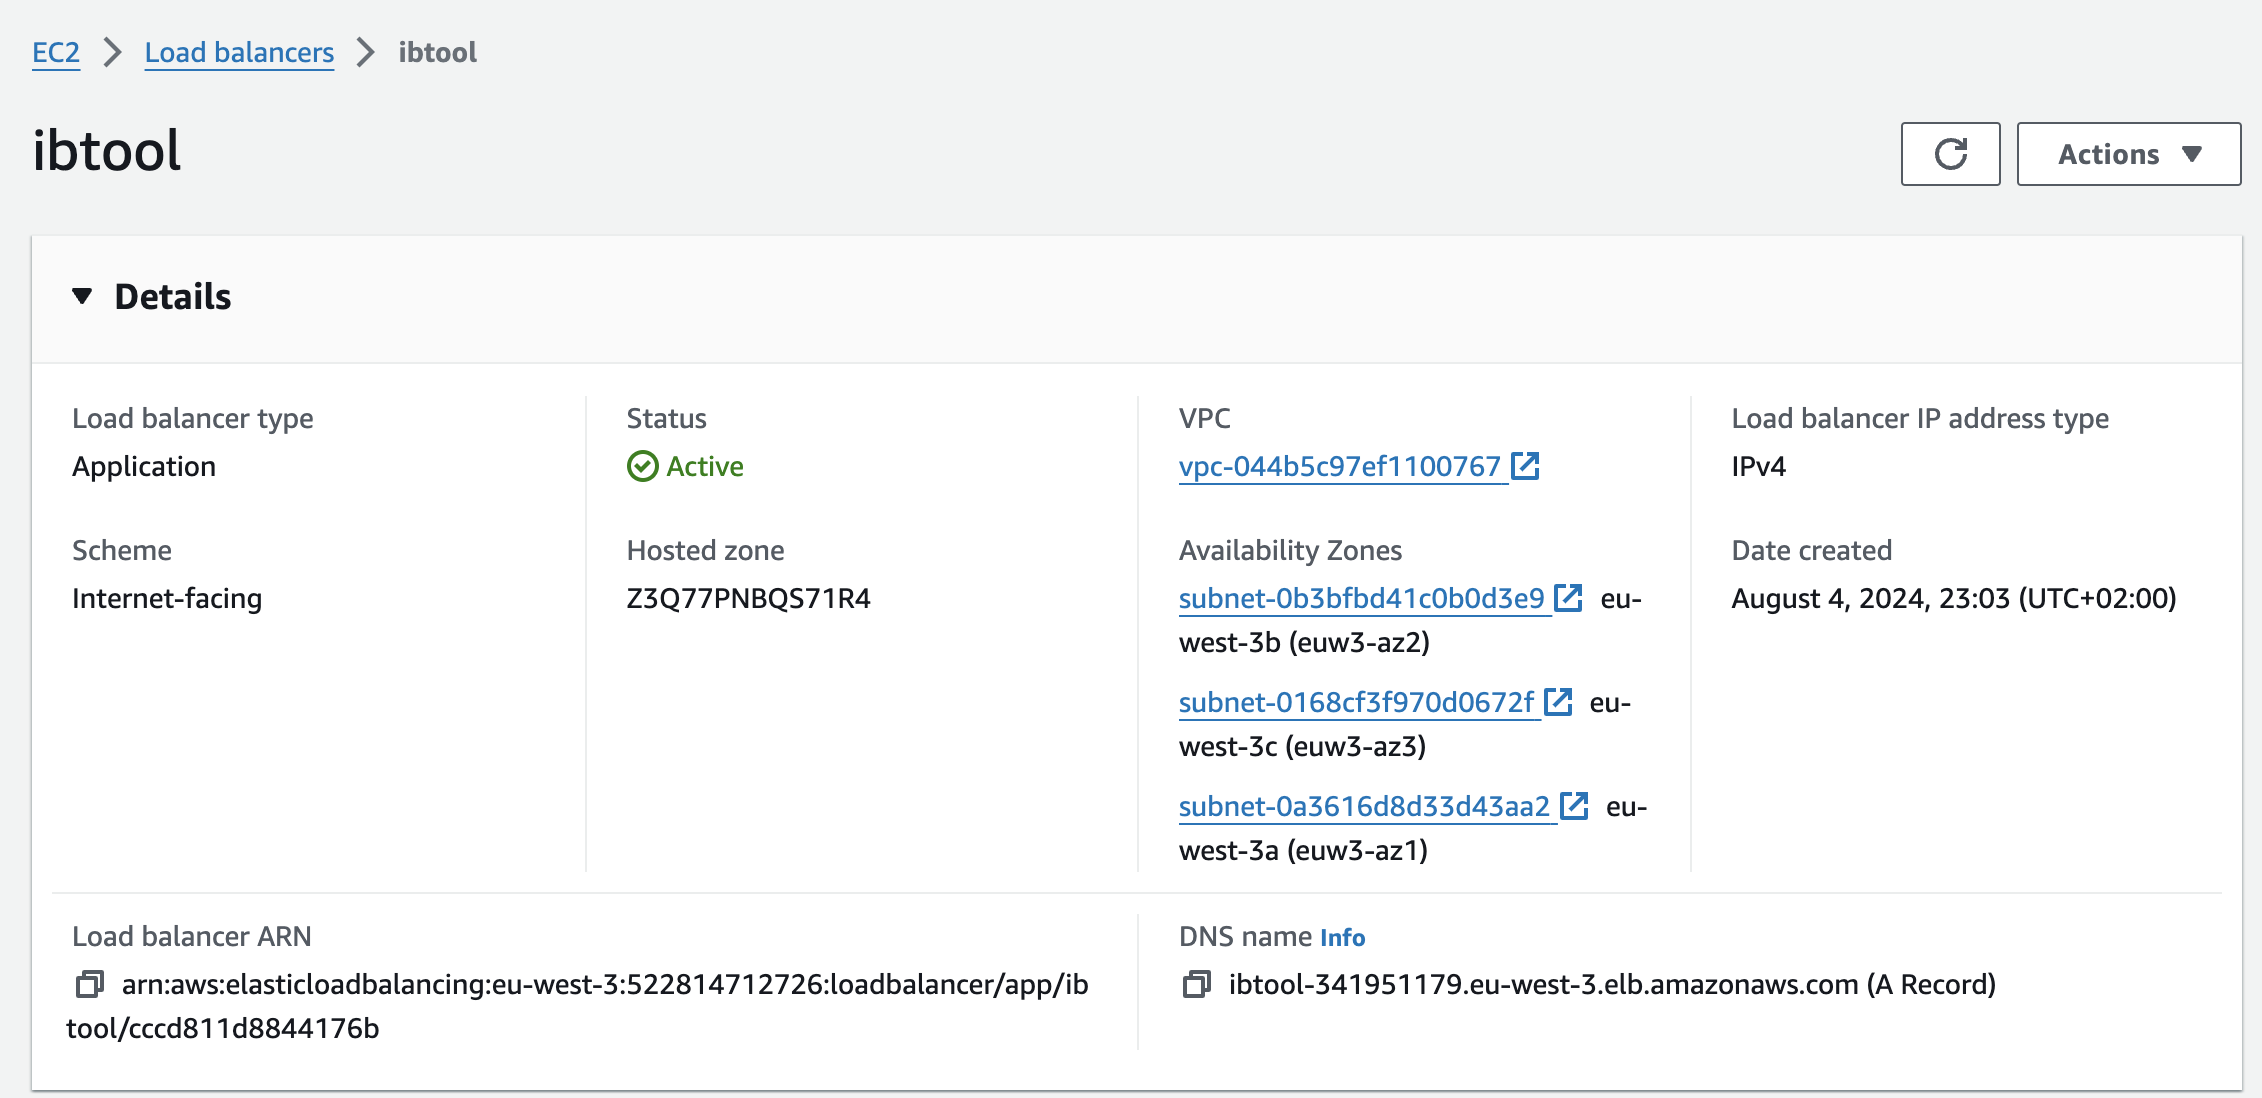 EC2 > Load balancers > ibtool
ibtool
Actions
Details
Load balancer type
Application
Status
Active
VPC
vpc-044b5c97ef1100767
Load balancer IP address type
IPv4
Scheme
Internet-facing
Hosted zone
Z3Q77PNBQS71R4
Availability Zones
subnet-0b3bfbd41c0b0d3e9 eu-
west-3b (euw3-az2)
subnet-0168cf3f970d0672f eu-
west-3c (euw3-az3)
subnet-0a3616d8d33d43aa2 eu-
west-3a (euw3-az1)
Date created
August 4, 2024, 23:03 (UTC+02:00)
Load balancer ARN
arn:aws:elasticloadbalancing:eu-west-3:522814712726:loadbalancer/app/ib
tool/cccd811d8844176b
DNS name Info
ibtool-341951179.eu-west-3.elb.amazonaws.com (A Record)